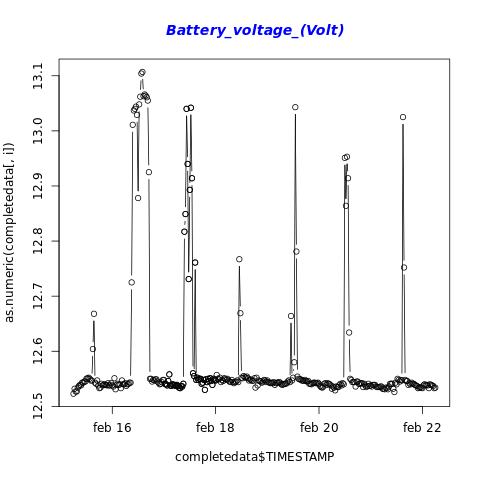 Battery_voltage_(Volt)
as.numeric(completedata[, i])
13.1
13.0
12.9
12.8
12.7
12.6
12.5
feb 16
feb 18
feb 20
feb 22
completedata$TIMESTAMP